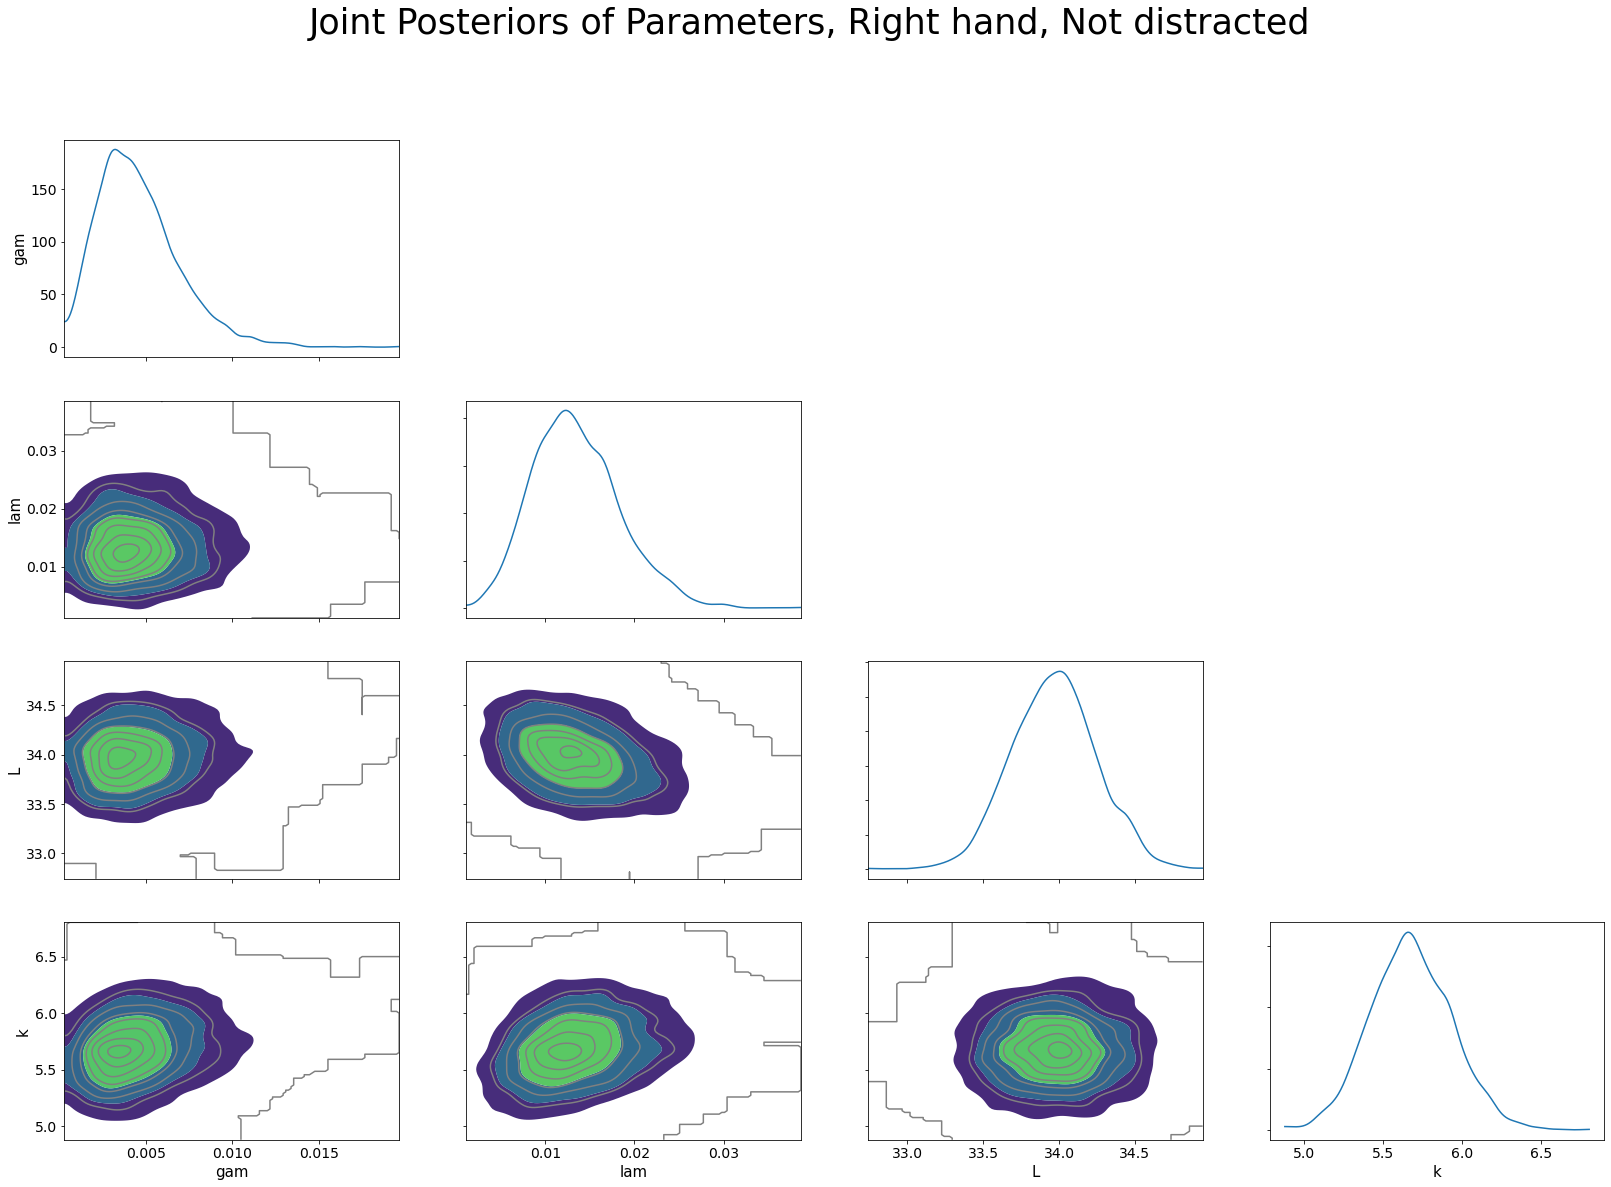 Joint Posteriors of Parameters, Right hand, Not distracted
gam
150
100
50
0
lam
0.03
0.02
0.01
L
34.5
34.0
33.5
33.0
k
6.5
6.0
5.5
5.0
0.005 0.010 0.015
gam
0.01 0.02 0.03
lam
33.0 33.5 34.0 34.5
L
5.0 5.5 6.0 6.5
k